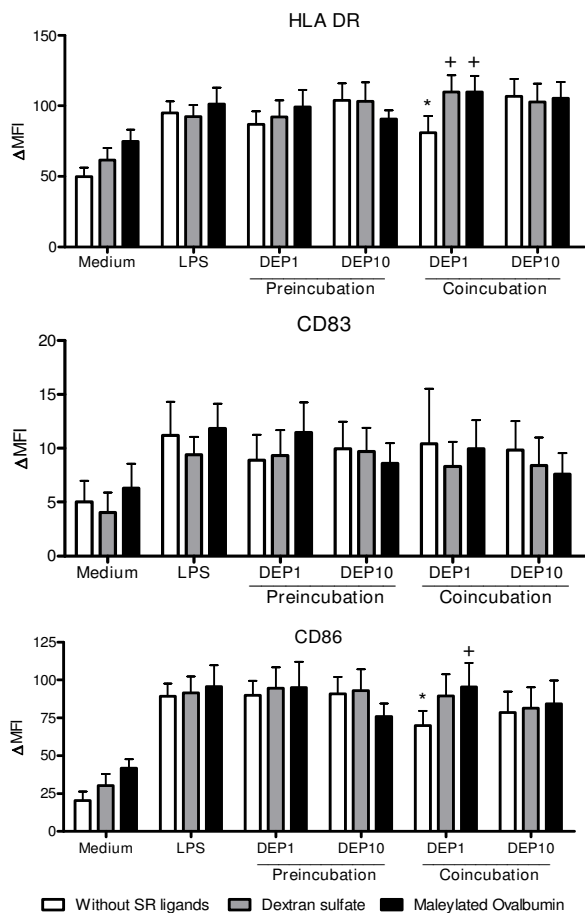 HLA DR
ΔMFI
150
100
50
0
*
+
+
Medium LPS DEP1 DEP10 DEP1 DEP10
Preincubation Coincubation
CD83
ΔMFI
20
15
10
5
0
Medium LPS DEP1 DEP10 DEP1 DEP10
Preincubation Coincubation
CD86
ΔMFI
125
100
75
50
25
0
*
+
Medium LPS DEP1 DEP10 DEP1 DEP10
Preincubation Coincubation
Without SR ligands Dextran sulfate Maleylated Ovalbumin